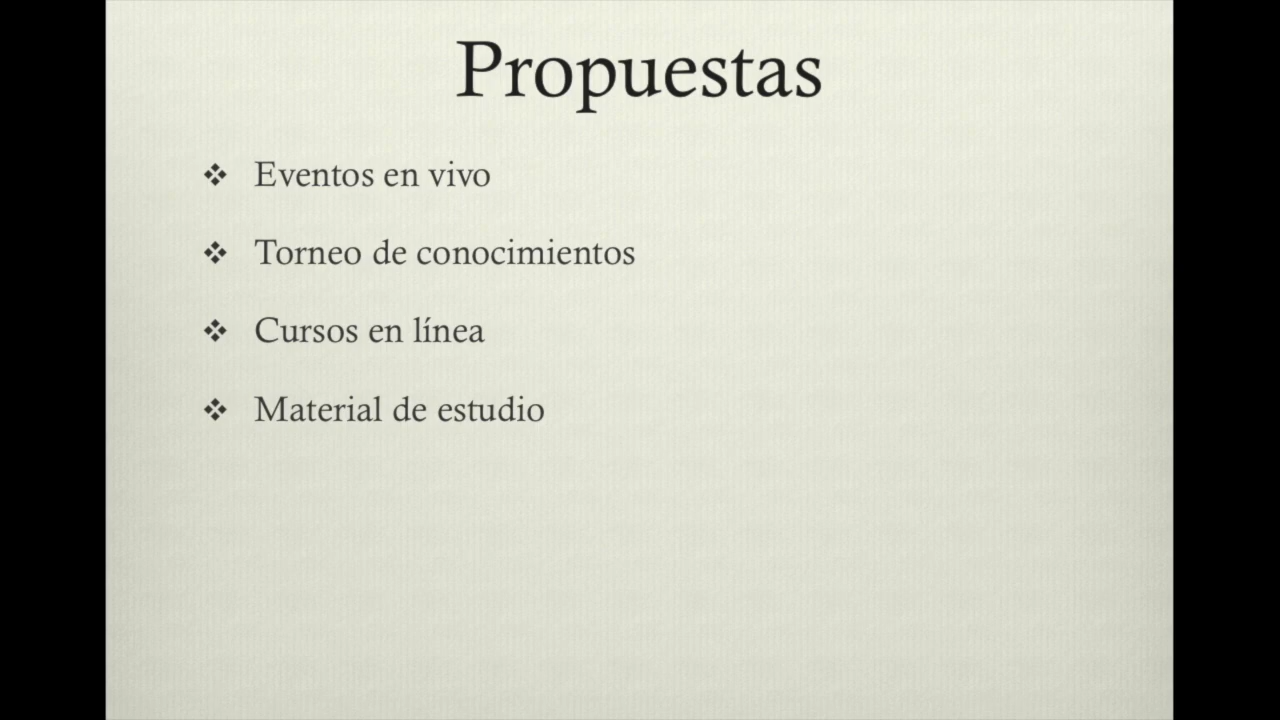 Propuestas
❖ Eventos en vivo
❖ Torneo de conocimientos
❖ Cursos en línea
❖ Material de estudio